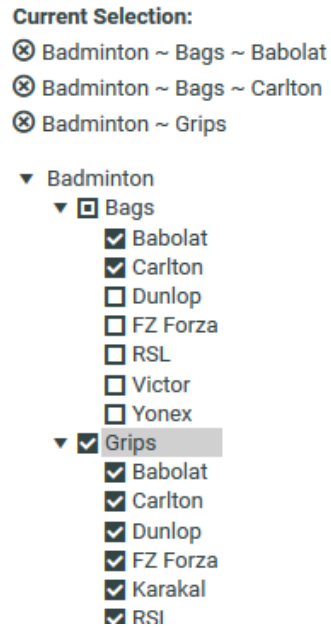 Current Selection:
Badminton ~ Bags ~ Babolat
Badminton ~ Bags ~ Carlton
Badminton ~ Grips
Badminton
Bags
Babolat
Carlton
Dunlop
FZ Forza
RSL
Victor
Yonex
Grips
Babolat
Carlton
Dunlop
FZ Forza
Karakal
RSL